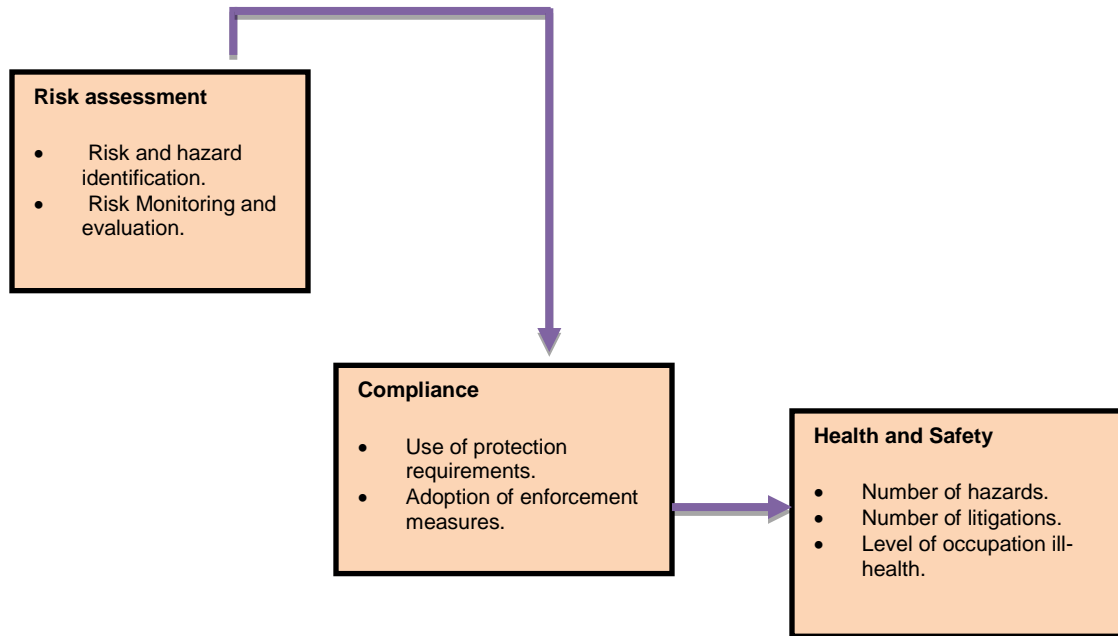 Risk assessment
• Risk and hazard
identification.
• Risk Monitoring and
evaluation.
Compliance
• Use of protection
requirements.
• Adoption of enforcement
measures.
Health and Safety
• Number of hazards.
• Number of litigations.
• Level of occupation ill-
health.